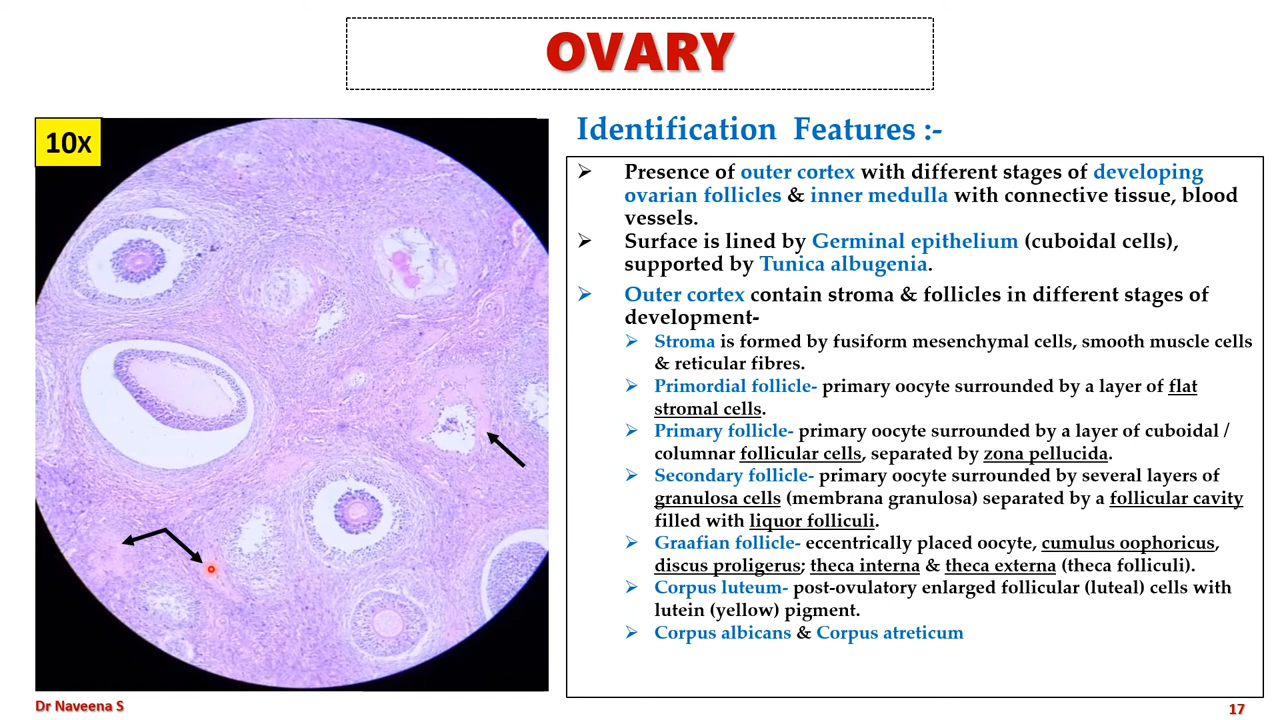 OVARY
10x
Identification Features :-
➢ Presence of outer cortex with different stages of developing
ovarian follicles & inner medulla with connective tissue, blood
vessels.
➢ Surface is lined by Germinal epithelium (cuboidal cells),
supported by Tunica albugenia.
➢ Outer cortex contain stroma & follicles in different stages of
development-
➢ Stroma is formed by fusiform mesenchymal cells, smooth muscle cells
& reticular fibres.
➢ Primordial follicle- primary oocyte surrounded by a layer of flat
stromal cells.
➢ Primary follicle- primary oocyte surrounded by a layer of cuboidal /
columnar follicular cells, separated by zona pellucida.
➢ Secondary follicle- primary oocyte surrounded by several layers of
granulosa cells (membrana granulosa) separated by a follicular cavity
filled with liquor folliculi.
➢ Graafian follicle- eccentrically placed oocyte, cumulus oophoricus,
discus proligerus; theca interna & theca externa (theca folliculi).
➢ Corpus luteum- post-ovulatory enlarged follicular (luteal) cells with
lutein (yellow) pigment.
➢ Corpus albicans & Corpus atreticum
Dr Naveena S
17